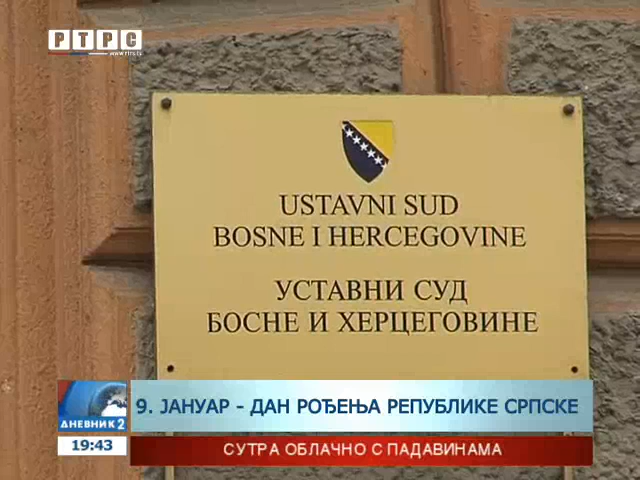 РТРС
www.rtrs.tv
USTAVNI SUD
BOSNE I HERCEGOVINE
УСТАВНИ СУД
БОСНЕ И ХЕРЦЕГОВИНЕ
9. ЈАНУАР - ДАН РОЂЕЊА РЕПУБЛИКЕ СРПСКЕ
ДНЕВНИК 2
19:43
СУТРА ОБЛАЧНО С ПАДАВИНАМА